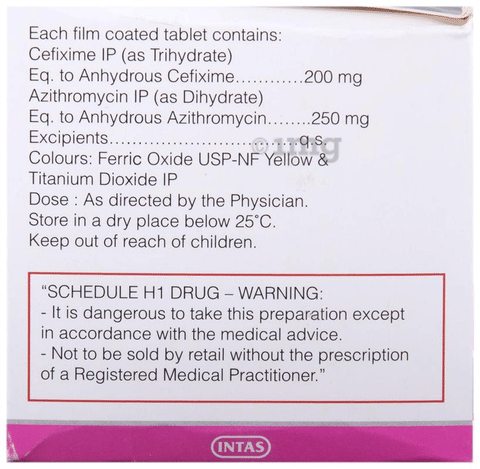 Each film coated tablet contains:
Cefixime IP (as Trihydrate)
Eq. to Anhydrous Cefixime............200 mg
Azithromycin IP (as Dihydrate)
Eq. to Anhydrous Azithromycin........250 mg
Excipients..................................q.s.
©1mg
Colours: Ferric Oxide USP-NF Yellow &
Titanium Dioxide IP
Dose : As directed by the Physician.
Store in a dry place below 25°C.
Keep out of reach of children.
“SCHEDULE H1 DRUG – WARNING:
- It is dangerous to take this preparation except
in accordance with the medical advice.
- Not to be sold by retail without the prescription
of a Registered Medical Practitioner.”
INTAS